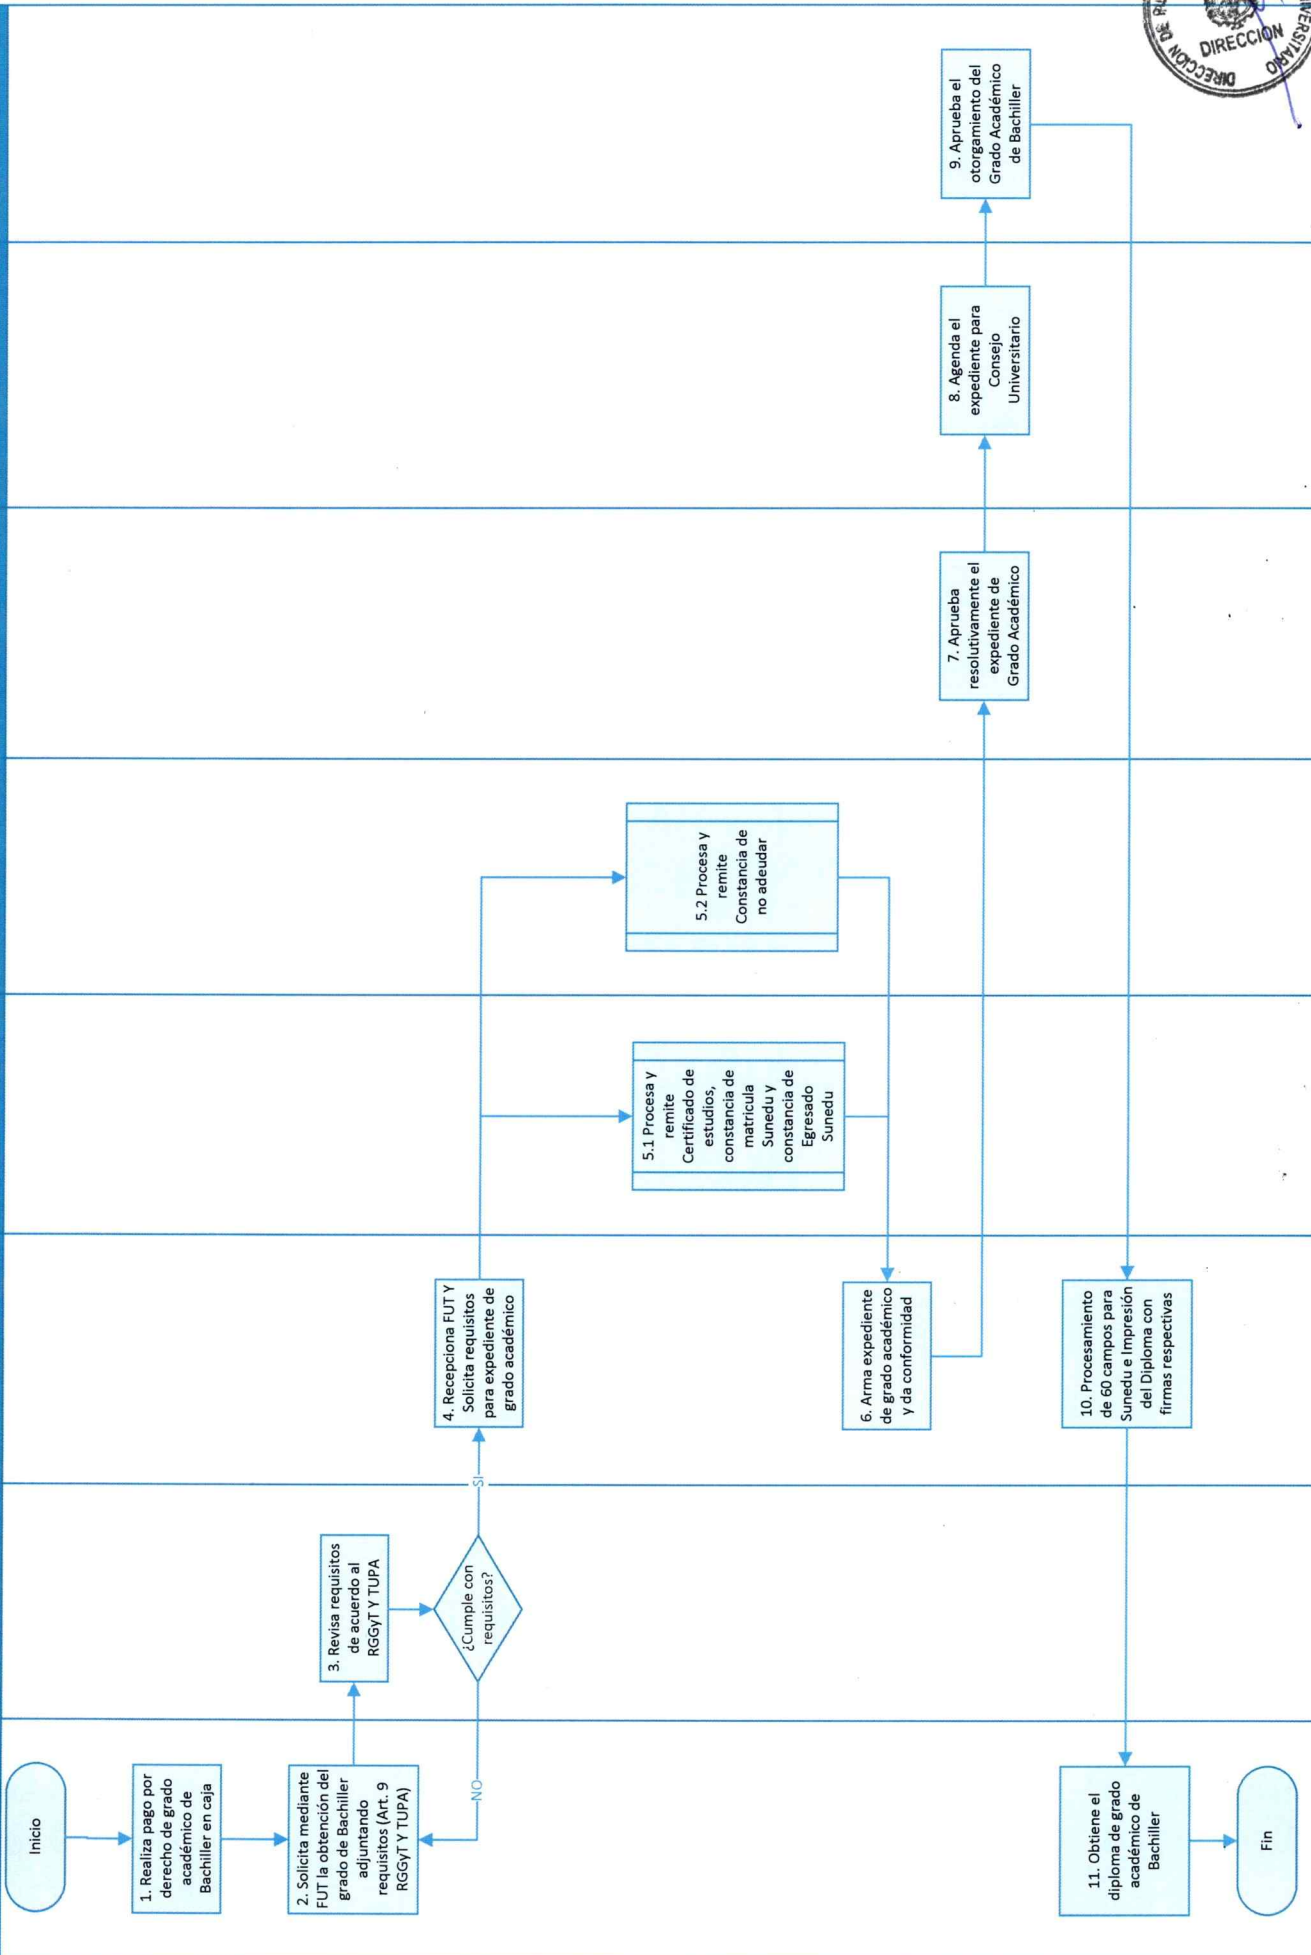 Inicio
1. Realiza pago por
derecho de grado
académico de
Bachiller en caja
2. Solicita mediante
FUT la obtención del
grado de Bachiller
adjuntando
requisitos (Art. 9
RGGyT Y TUPA)
3. Revisa requisitos
de acuerdo al
RGGyT Y TUPA
¿Cumple con
requisitos?
NO
SI
4. Recepciona FUT Y
Solicita requisitos
para expediente de
grado académico
5.1 Procesa y
remite
Certificado de
estudios,
constancia de
matricula
Sunedu y
constancia de
Egresado
Sunedu
5.2 Procesa y
remite
Constancia de
no adeudar
6. Arma expediente
de grado académico
y da conformidad
7. Aprueba
resolutivamente el
expediente de
Grado Académico
8. Agenda el
expediente para
Consejo
Universitario
9. Aprueba el
otorgamiento del
Grado Académico
de Bachiller
10. Procesamiento
de 60 campos para
Sunedu e Impresión
del Diploma con
firmas respectivas
11. Obtiene el
diploma de grado
académico de
Bachiller
Fin
DIRECCION
DIRECCION DE